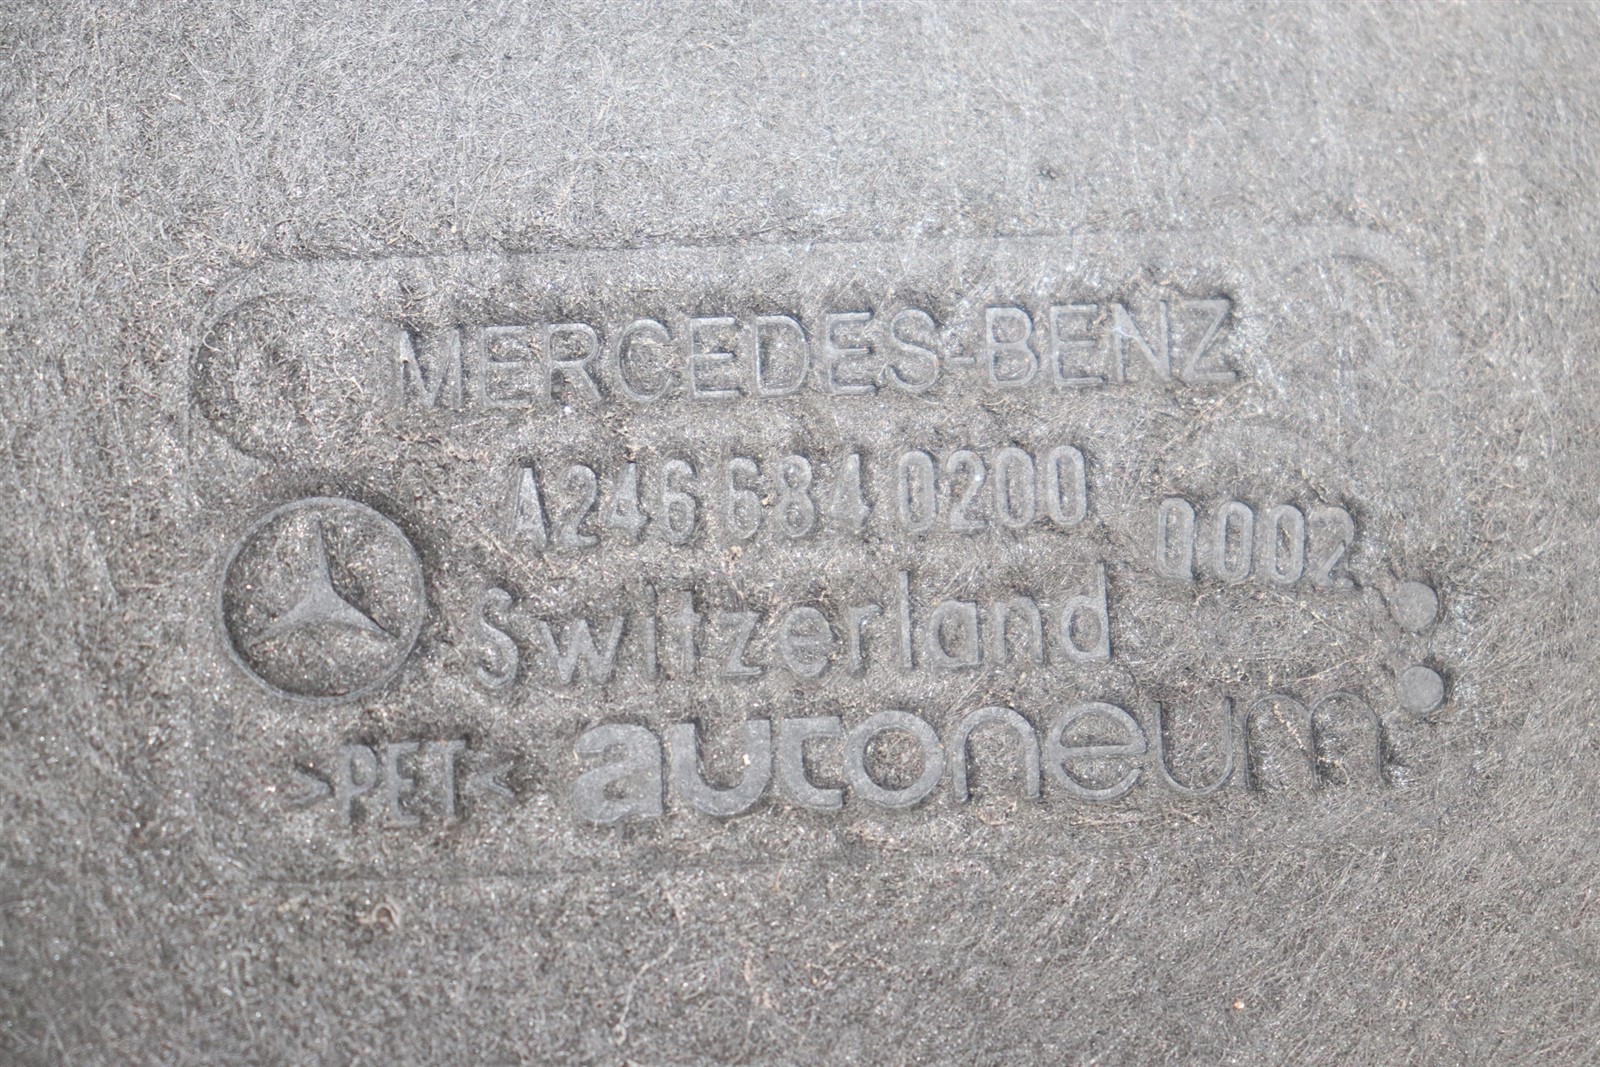 MERCEDES-BENZ
A246 684 0200 0002
Switzerland
>PET< autoneum